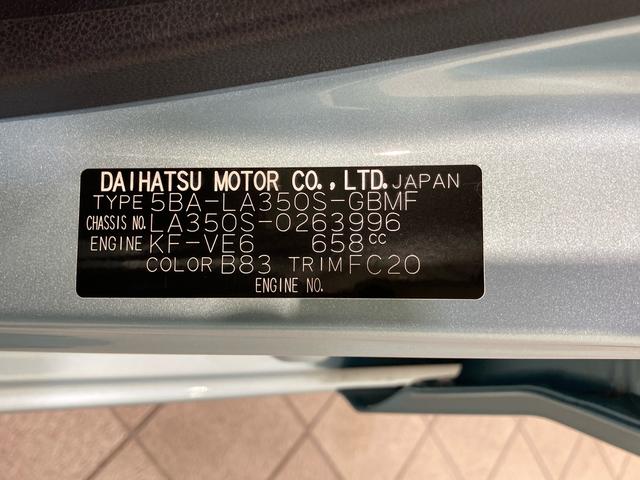 DAIHATSU MOTOR CO., LTD. JAPAN
TYPE 5BA-LA350S-GBMF
CHASSIS NO. LA350S-0263996
ENGINE KF-VE6 658cc
COLOR B83 TRIM FC20
ENGINE NO.